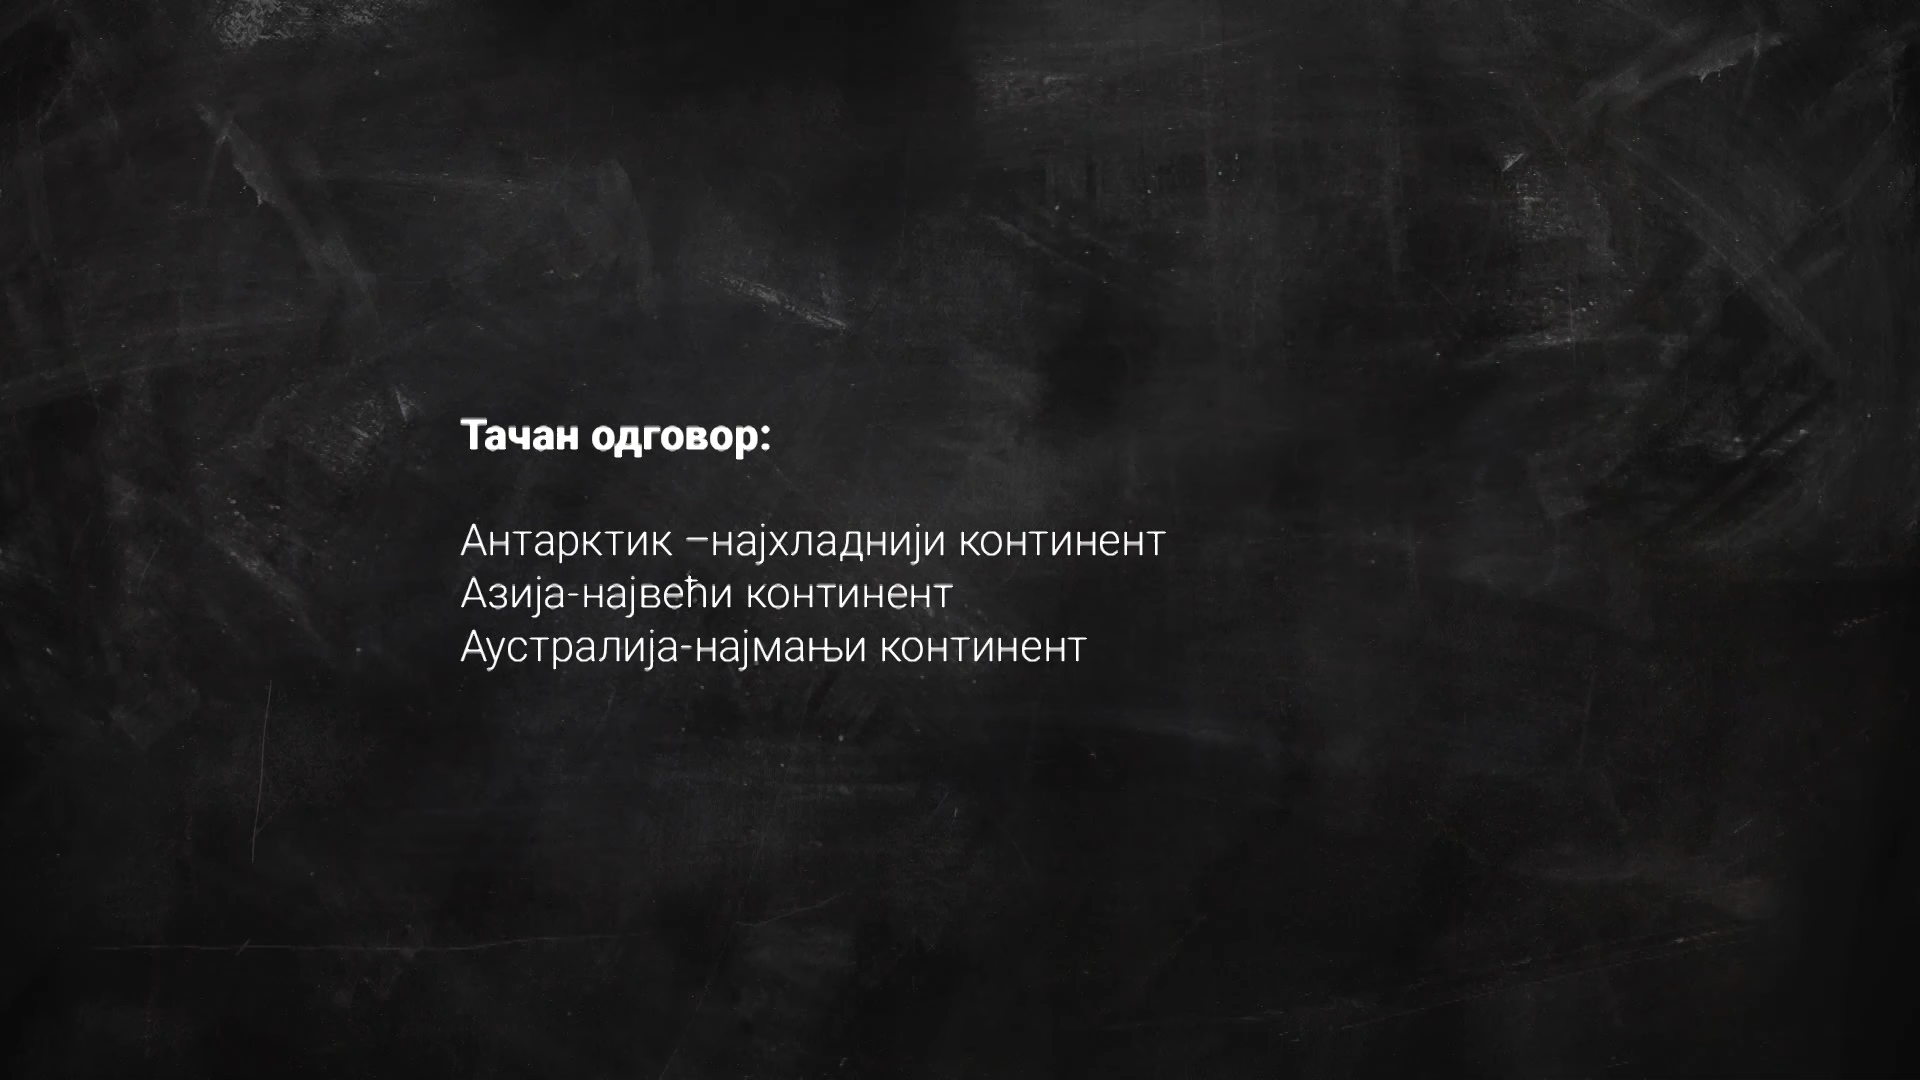 Тачан одговор:
Антарктик –најхладнији континент
Азија-највећи континент
Аустралија-најмањи континент